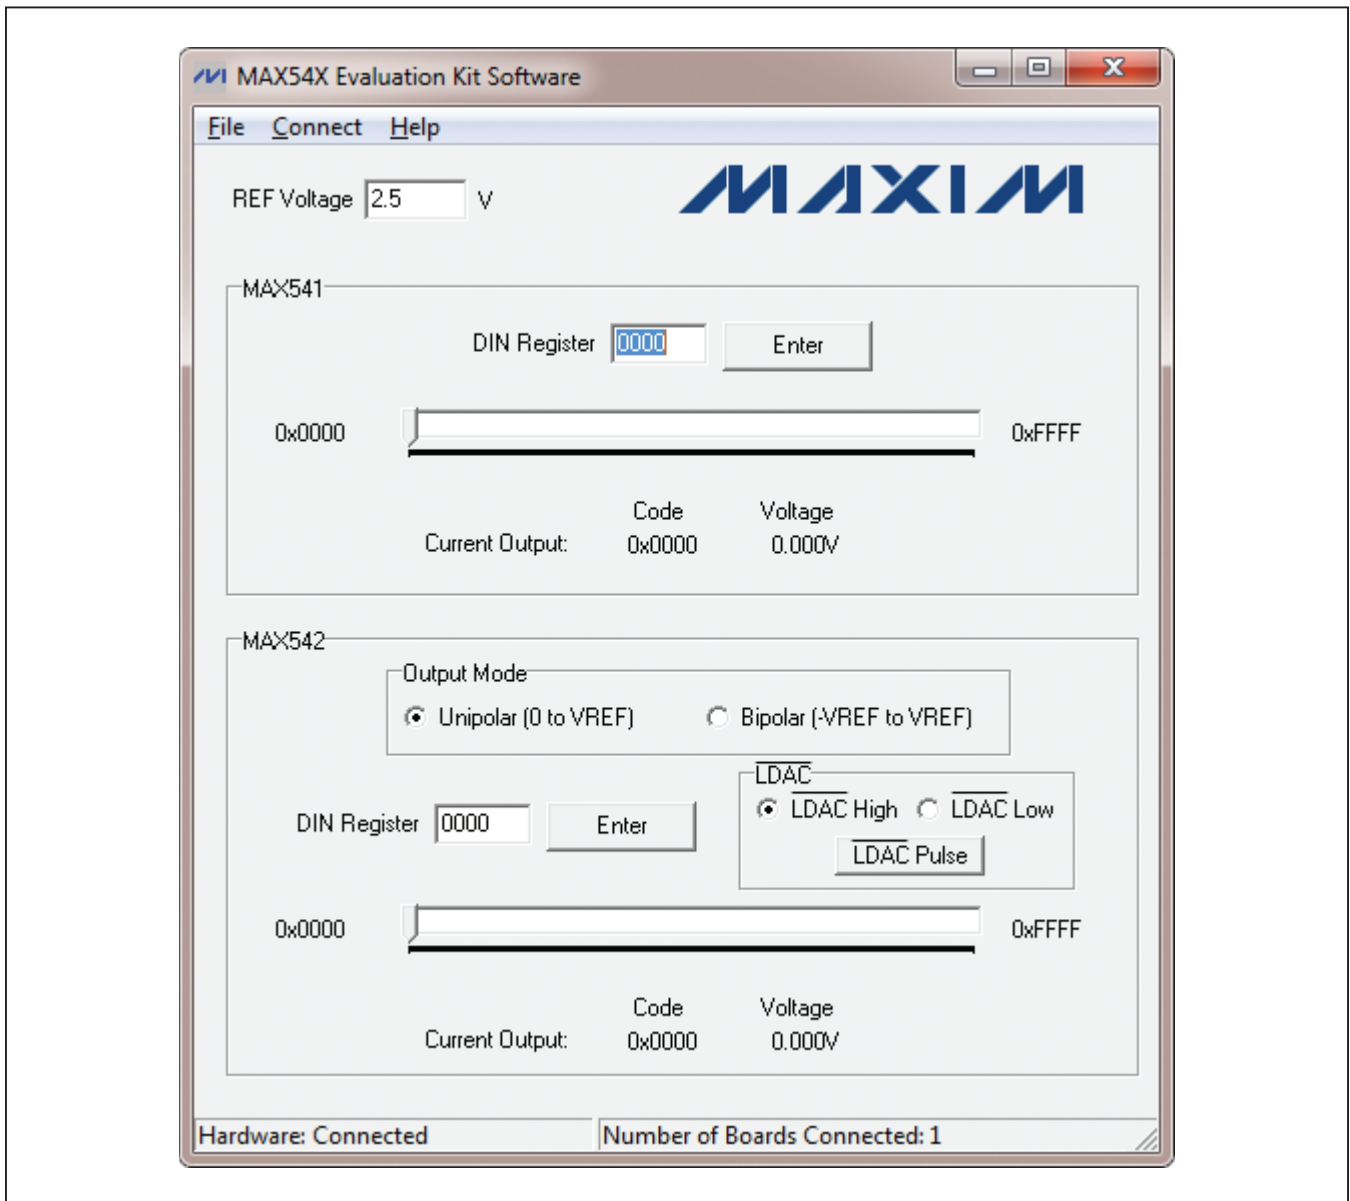 MAX54X Evaluation Kit Software
File Connect Help
REF Voltage 2.5 V
MAXIM
MAX541
DIN Register 0000 Enter
0x0000 0xFFFF
Code Voltage
Current Output: 0x0000 0.000V
MAX542
Output Mode
Unipolar (0 to VREF) Bipolar (-VREF to VREF)
LDAC
LDAC High LDAC Low
DIN Register 0000 Enter
LDAC Pulse
0x0000 0xFFFF
Code Voltage
Current Output: 0x0000 0.000V
Hardware: Connected Number of Boards Connected: 1